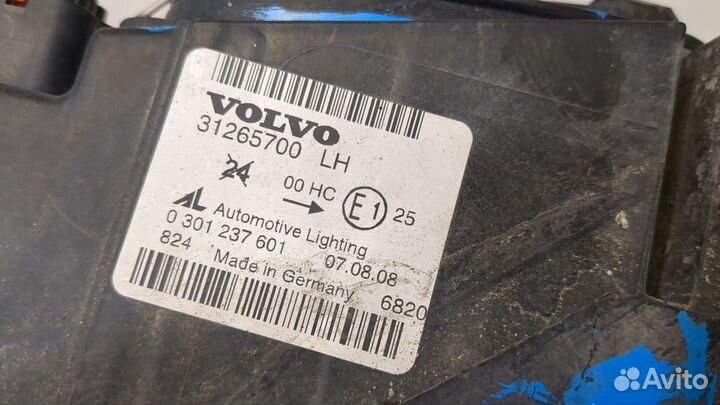 VOLVO
31265700 LH
24
00 HC E1 25
AL Automotive Lighting
0 301 237 601 07.08.08
824 Made in Germany 6820
Avito